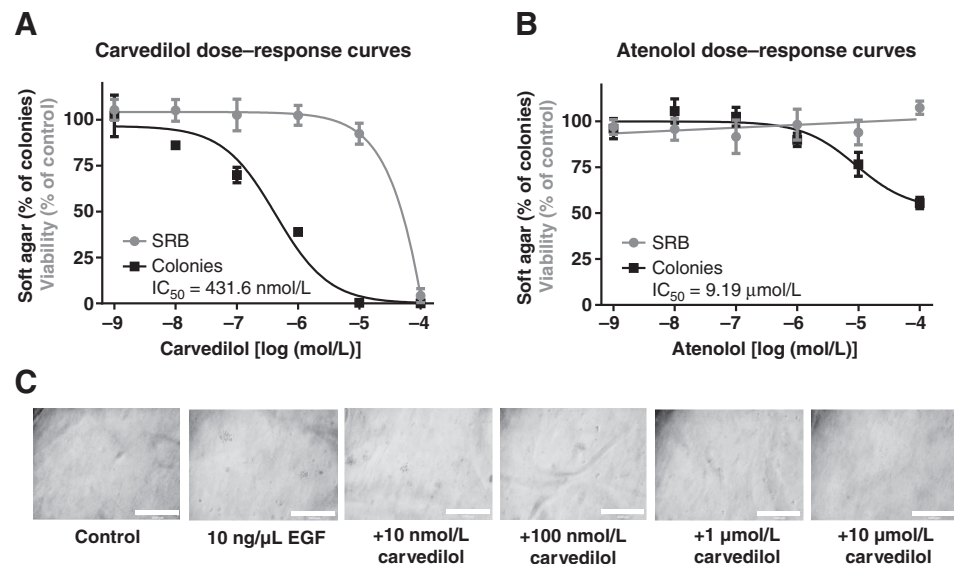 A
Carvedilol dose–response curves
Soft agar (% of colonies)
Viability (% of control)
100
75
50
25
0
SRB
Colonies
IC50 = 431.6 nmol/L
–9
–8
–7
–6
–5
–4
Carvedilol [log (mol/L)]
B
Atenolol dose–response curves
Soft agar (% of colonies)
Viability (% of control)
100
75
50
25
0
SRB
Colonies
IC50 = 9.19 µmol/L
–9
–8
–7
–6
–5
–4
Atenolol [log (mol/L)]
C
Control
10 ng/µL EGF
+10 nmol/L
carvedilol
+100 nmol/L
carvedilol
+1 µmol/L
carvedilol
+10 µmol/L
carvedilol